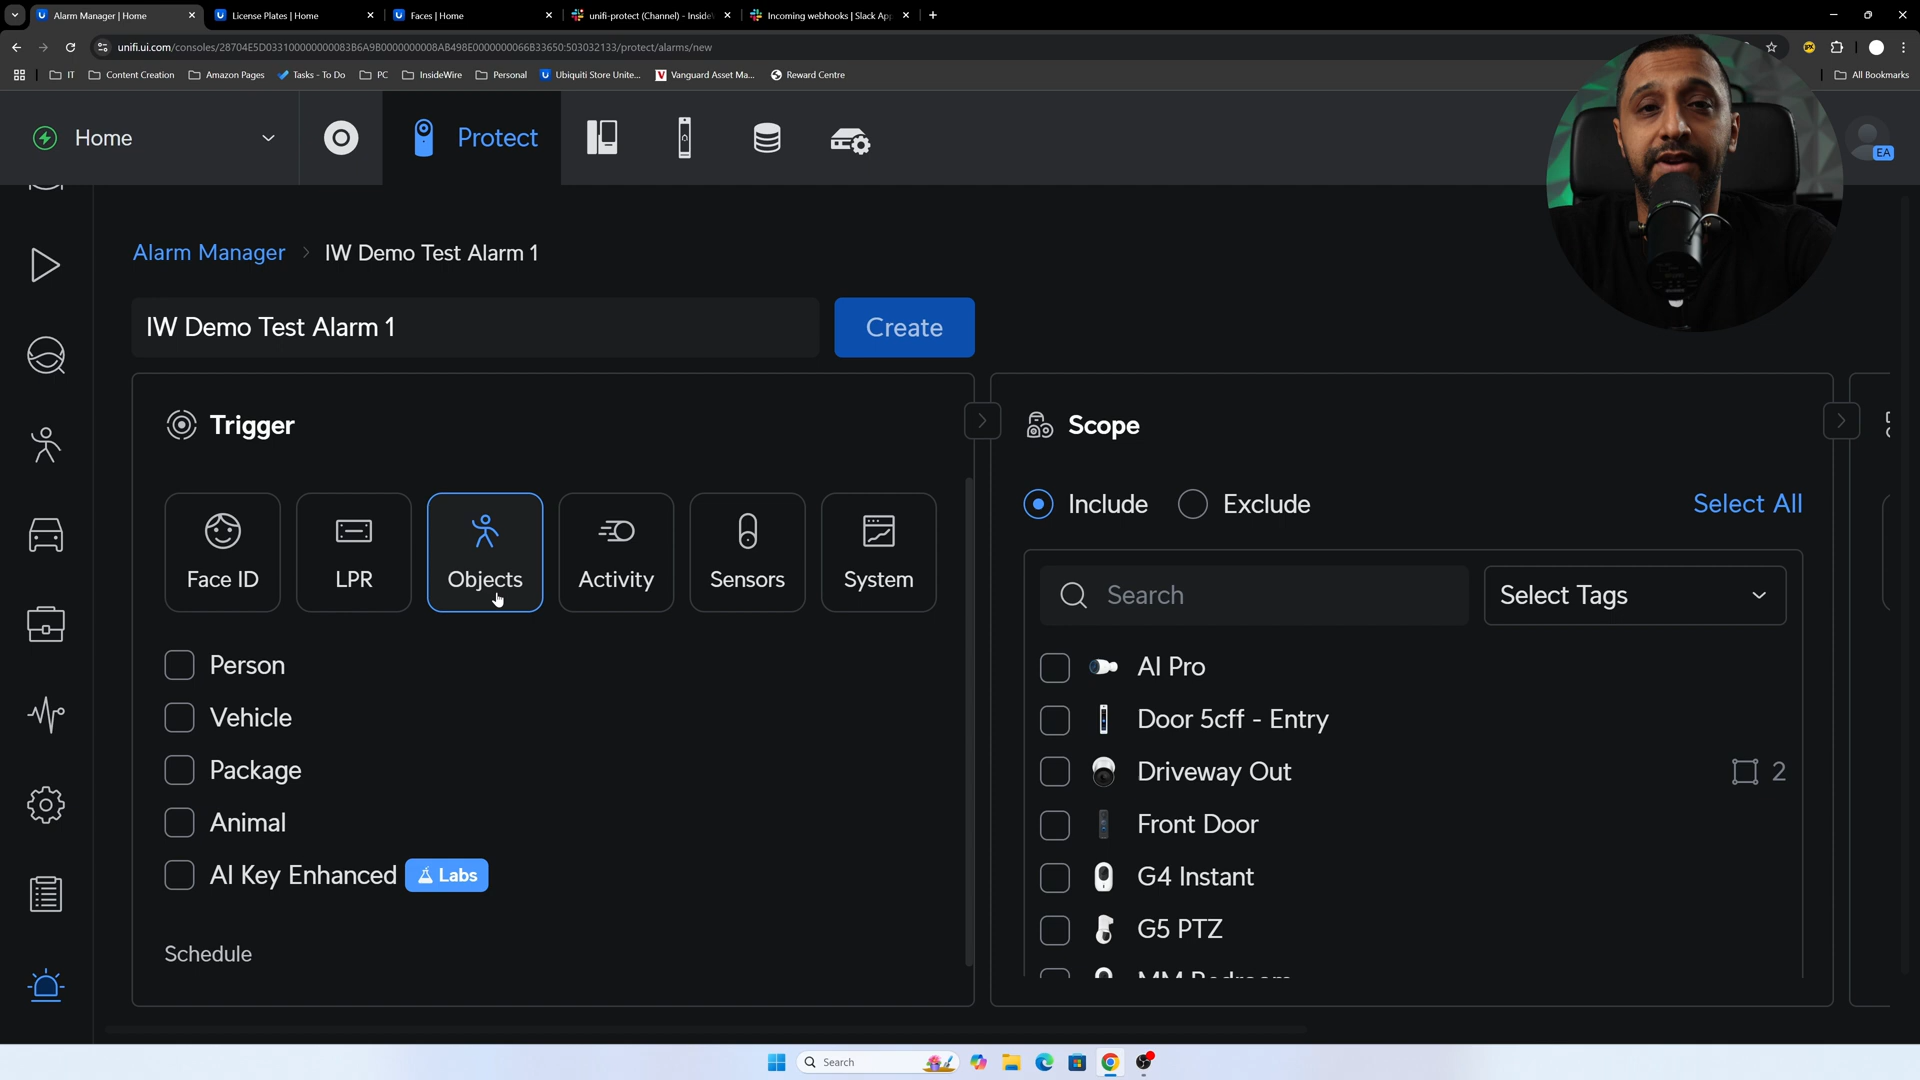 Alarm Manager | Home
License Plates | Home
Faces | Home
unifi-protect (Channel) - Inside
Incoming webhooks | Slack Ap
unifi.ui.com/consoles/28704E5D03310000000083B6A9B0000000008AB498E0000000066B33650:503032133/protect/alarms/new
IT
Content Creation
Amazon Pages
Tasks - To Do
PC
InsideWire
Personal
Ubiquiti Store Unite...
Vanguard Asset Ma...
Reward Centre
All Bookmarks
Home
Protect
EA
Alarm Manager > IW Demo Test Alarm 1
IW Demo Test Alarm 1
Create
Trigger
Face ID
LPR
Objects
Activity
Sensors
System
Person
Vehicle
Package
Animal
AI Key Enhanced Labs
Schedule
Scope
Include
Exclude
Select All
Search
Select Tags
AI Pro
Door 5cff - Entry
Driveway Out 2
Front Door
G4 Instant
G5 PTZ
Search